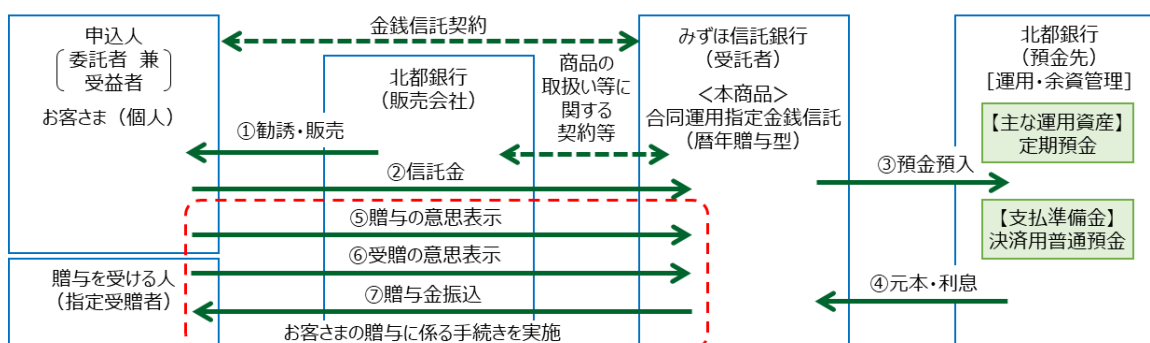 申込人
委託者 兼
受益者
お客さま（個人）
贈与を受ける人
（指定受贈者）
金銭信託契約
北都銀行
（販売会社）
商品の
取扱い等に
関する
契約等
みずほ信託銀行
（受託者）
＜本商品＞
合同運用指定金銭信託
（暦年贈与型）
北都銀行
（預金先）
[運用・余資管理]
【主な運用資産】
定期預金
【支払準備金】
決済用普通預金
①勧誘・販売
②信託金
③預金預入
④元本・利息
⑤贈与の意思表示
⑥受贈の意思表示
⑦贈与金振込
お客さまの贈与に係る手続きを実施